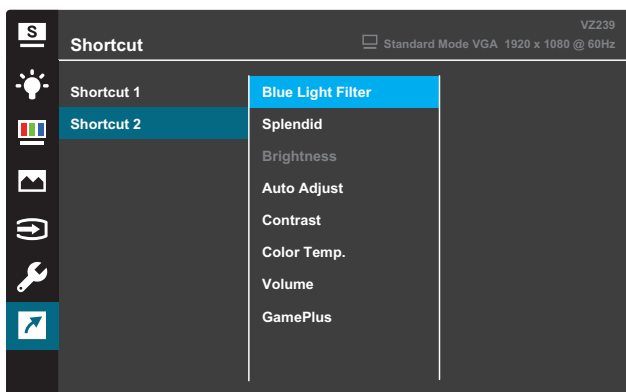 S
VZ239
Shortcut
Standard Mode VGA 1920 x 1080 @ 60Hz
Shortcut 1
Shortcut 2
Blue Light Filter
Splendid
Brightness
Auto Adjust
Contrast
Color Temp.
Volume
GamePlus